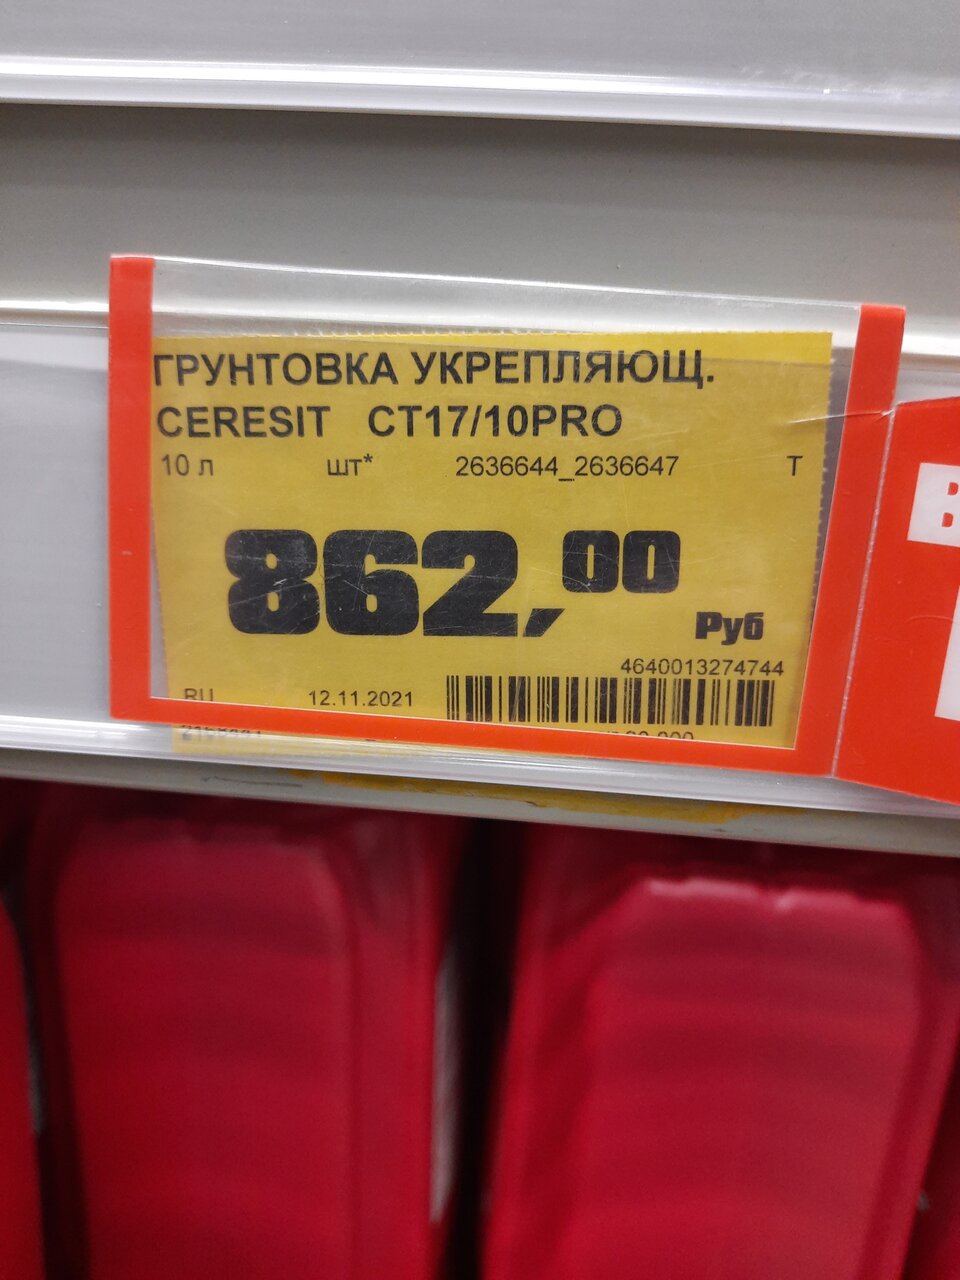 ГРУНТОВКА УКРЕПЛЯЮЩ.
CERESIT CT17/10PRO
10 л шт* 2636644_2636647 Т
862,00
Руб
4640013274744
RU 12.11.2021
В